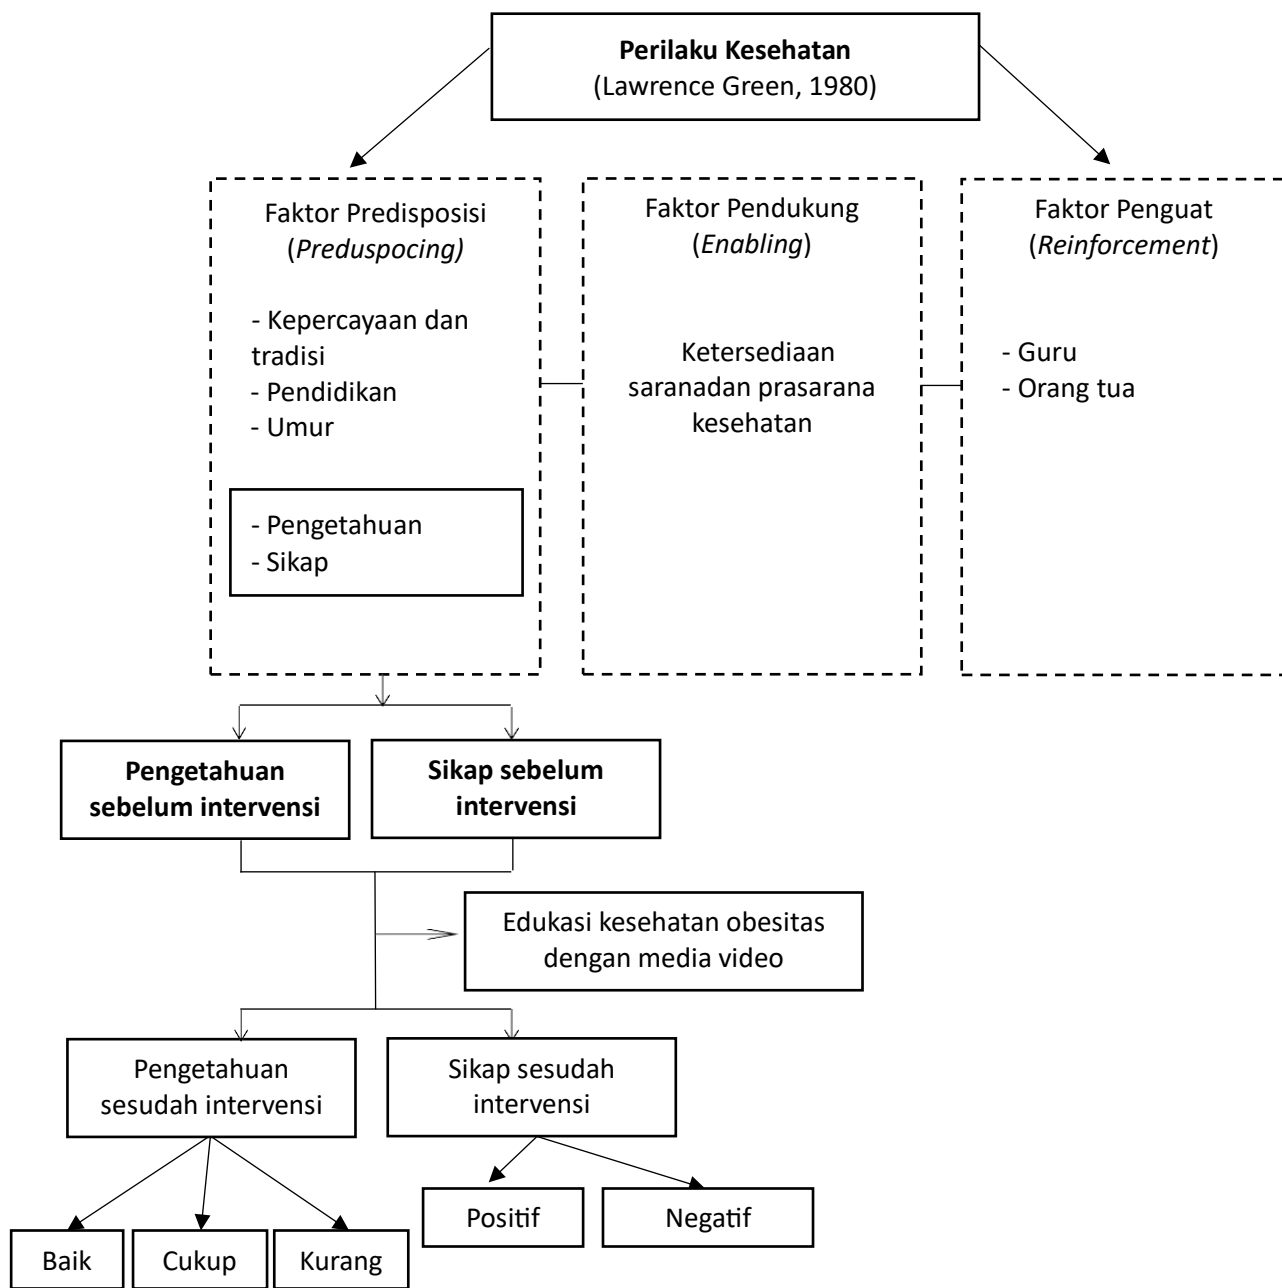 Perilaku Kesehatan
(Lawrence Green, 1980)
Faktor Predisposisi
(Preduspocing)
- Kepercayaan dan
tradisi
- Pendidikan
- Umur
- Pengetahuan
- Sikap
Faktor Pendukung
(Enabling)
Ketersediaan
saranadan prasarana
kesehatan
Faktor Penguat
(Reinforcement)
- Guru
- Orang tua
Pengetahuan
sebelum intervensi
Sikap sebelum
intervensi
Edukasi kesehatan obesitas
dengan media video
Pengetahuan
sesudah intervensi
Sikap sesudah
intervensi
Baik
Cukup
Kurang
Positif
Negatif